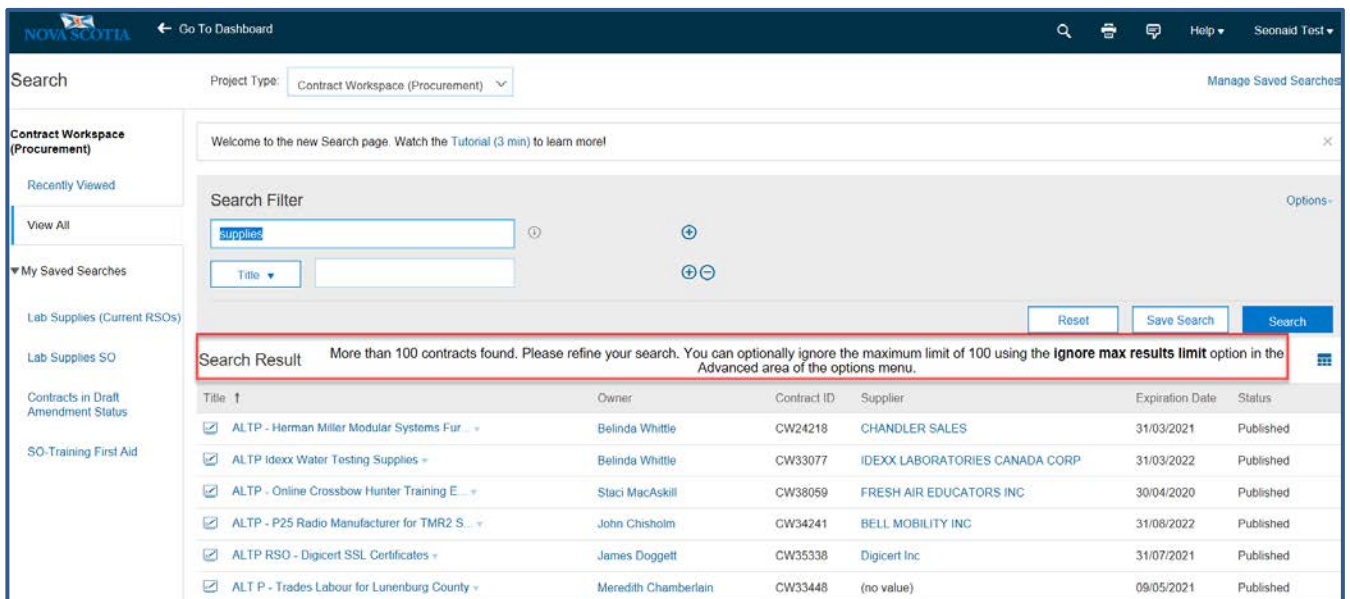 NOVA SCOTIA
Go To Dashboard
Help
Seonaid Test
Search
Project Type:
Contract Workspace (Procurement)
Manage Saved Searches
Contract Workspace
(Procurement)
Recently Viewed
View All
My Saved Searches
Lab Supplies (Current RSOs)
Lab Supplies SO
Contracts in Draft
Amendment Status
SO-Training First Aid
Welcome to the new Search page. Watch the Tutorial (3 min) to learn more!
Search Filter
Options
supplies
Title
Reset
Save Search
Search
Search Result
More than 100 contracts found. Please refine your search. You can optionally ignore the maximum limit of 100 using the ignore max results limit option in the
Advanced area of the options menu.
Title ↑ Owner Contract ID Supplier Expiration Date Status
ALTP - Herman Miller Modular Systems Fur... Belinda Whittle CW24218 CHANDLER SALES 31/03/2021 Published
ALTP Idexx Water Testing Supplies Belinda Whittle CW33077 IDEXX LABORATORIES CANADA CORP 31/03/2022 Published
ALTP - Online Crossbow Hunter Training E... Staci MacAskill CW38059 FRESH AIR EDUCATORS INC 30/04/2020 Published
ALTP - P25 Radio Manufacturer for TMR2 S... John Chisholm CW34241 BELL MOBILITY INC 31/08/2022 Published
ALTP RSO - Digicert SSL Certificates James Doggett CW35338 Digicert Inc 31/07/2021 Published
ALT P - Trades Labour for Lunenburg County Meredith Chamberlain CW33448 (no value) 09/05/2021 Published